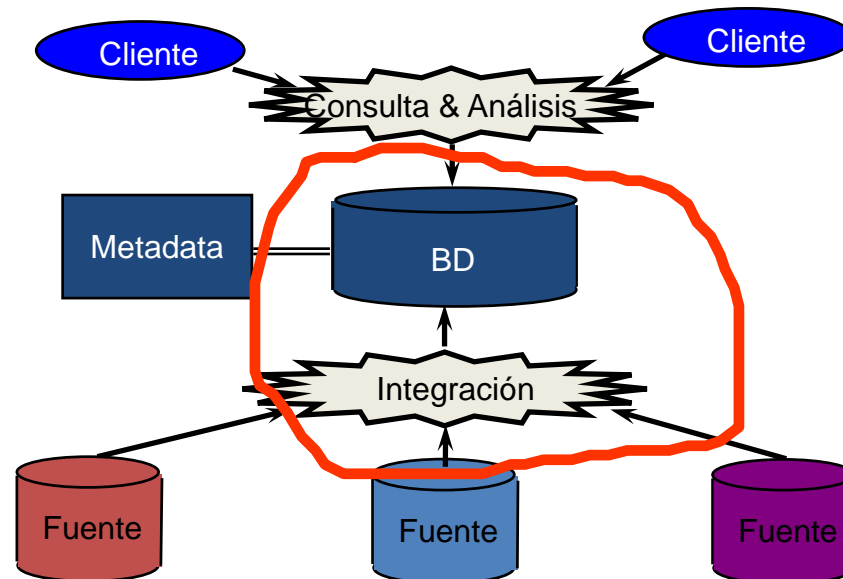 Cliente
Cliente
Consulta & Análisis
Metadata
BD
Integración
Fuente
Fuente
Fuente